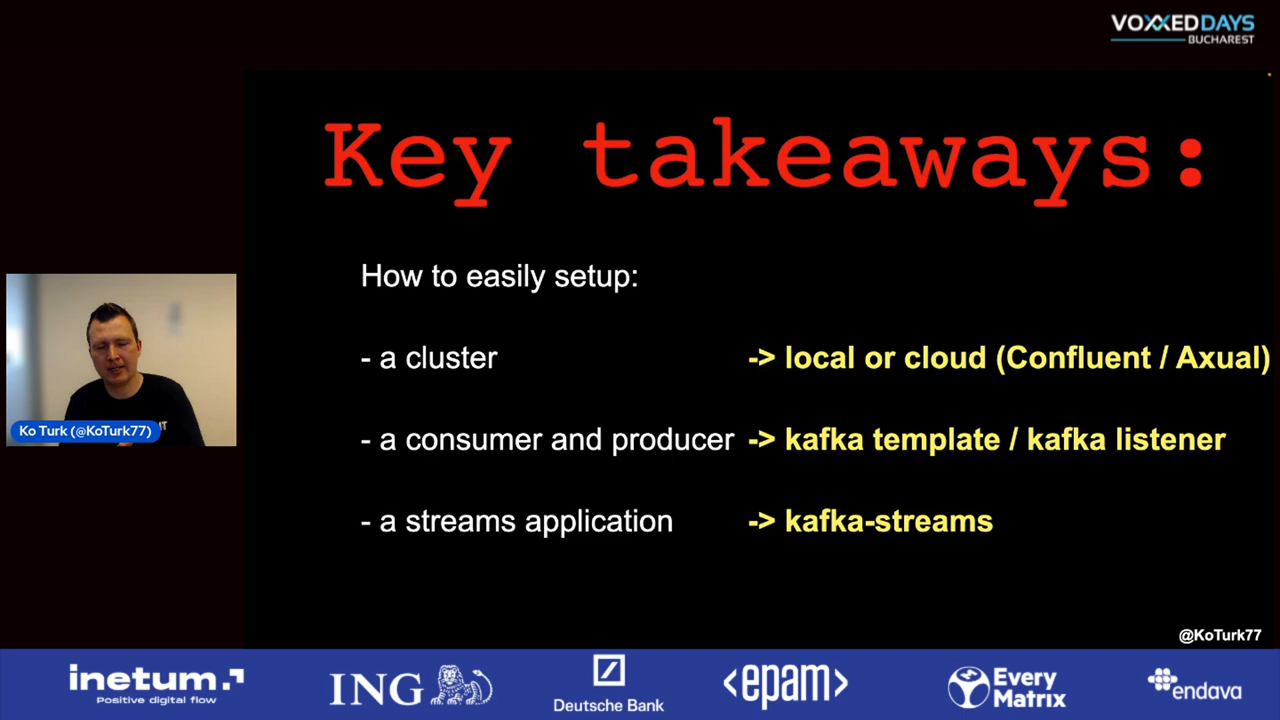 VOXXED DAYS
BUCHAREST
Key takeaways:
How to easily setup:
- a cluster -> local or cloud (Confluent / Axual)
- a consumer and producer -> kafka template / kafka listener
- a streams application -> kafka-streams
Ko Turk (@KoTurk77)
@KoTurk77
inetum.
Positive digital flow
ING
Deutsche Bank
<epam>
Every
Matrix
endava